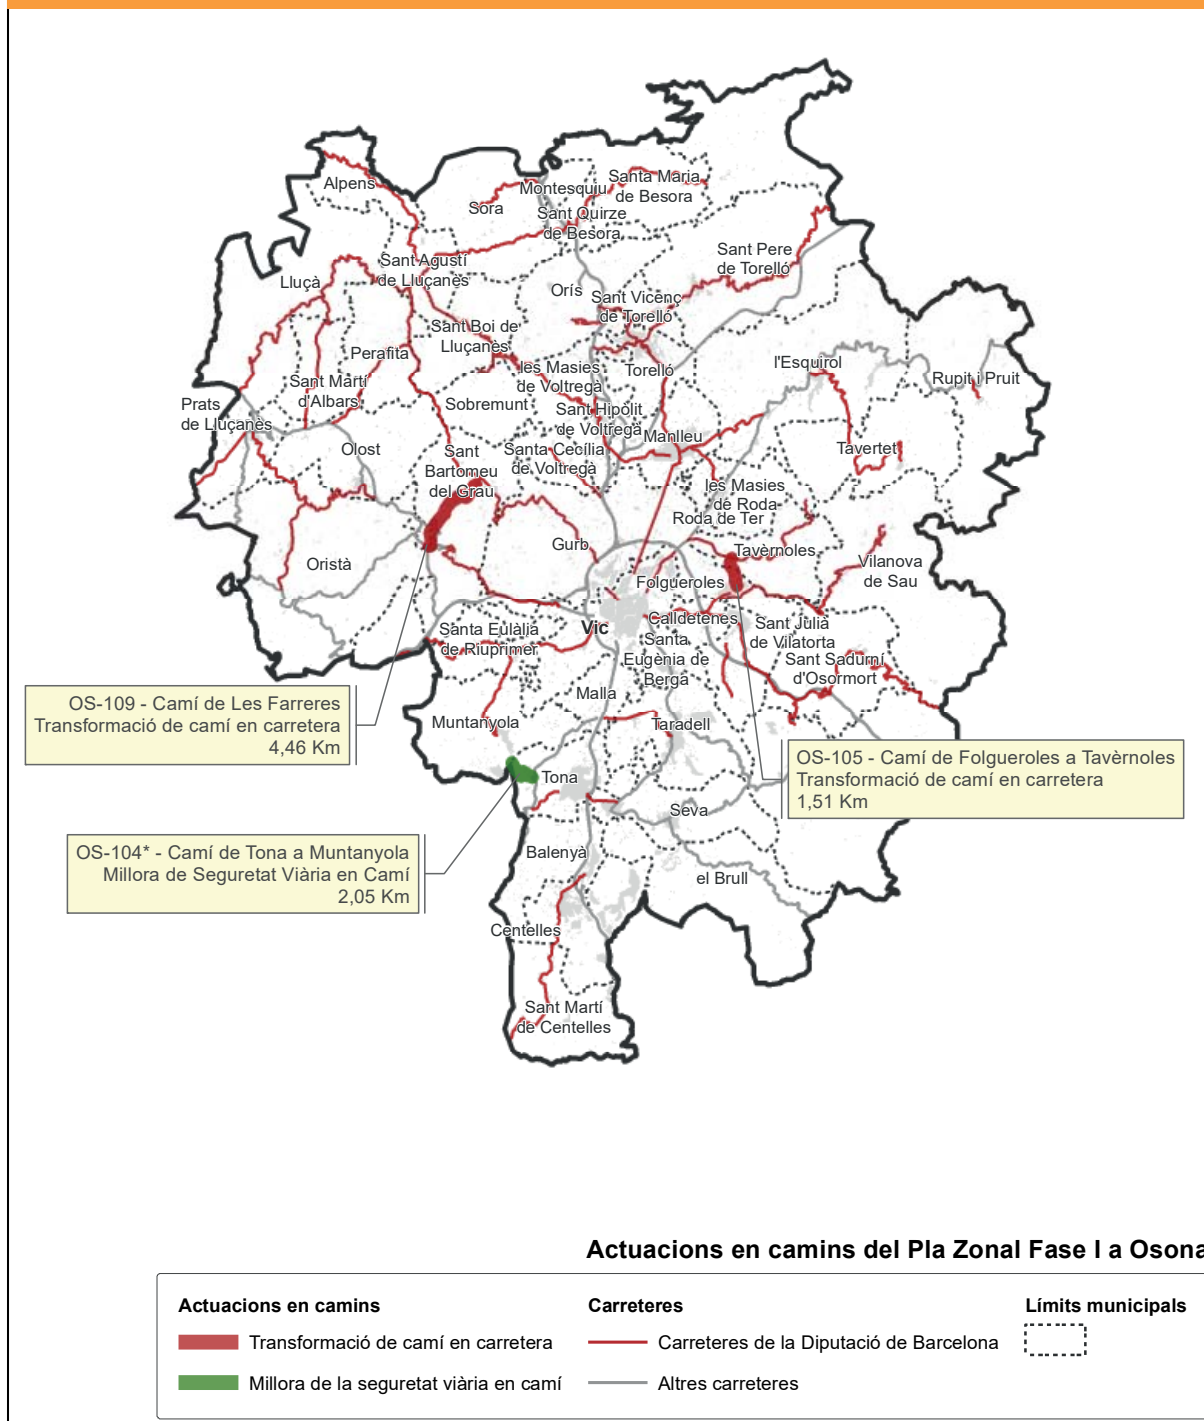 Alpens
Sora
Montesquiu
Santa Maria
de Besora
Sant Quirze
de Besora
Sant Pere
de Torelló
Sant Agustí
de Lluçanès
Lluçà
Orís
Sant Vicenç
de Torelló
Sant Boi de
Lluçanès
Perafita
les Masies
de Voltregà
Torelló
l'Esquirol
Rupit i Pruit
Sant Martí
d'Albars
Prats
de Lluçanès
Sobremunt
Sant Hipòlit
de Voltregà
Manlleu
Olost
Sant
Bartomeu
del Grau
Santa Cecília
de Voltregà
Tavertet
les Masies
de Roda
Roda de Ter
Gurb
Tavèrnoles
Oristà
Vilanova
de Sau
Folgueroles
Calldetenes
Vic
Santa Eulàlia
de Riuprimer
Santa
Eugènia de
Berga
Sant Julià
de Vilatorta
Sant Sadurní
d'Osormort
Malla
Muntanyola
Taradell
OS-109 - Camí de Les Farreres
Transformació de camí en carretera
4,46 Km
OS-105 - Camí de Folgueroles a Tavèrnoles
Transformació de camí en carretera
1,51 Km
Tona
Seva
OS-104* - Camí de Tona a Muntanyola
Millora de Seguretat Viària en Camí
2,05 Km
Balenyà
el Brull
Centelles
Sant Martí
de Centelles
Actuacions en camins del Pla Zonal Fase I a Osona
Actuacions en camins
Transformació de camí en carretera
Millora de la seguretat viària en camí
Carreteres
Carreteres de la Diputació de Barcelona
Altres carreteres
Límits municipals